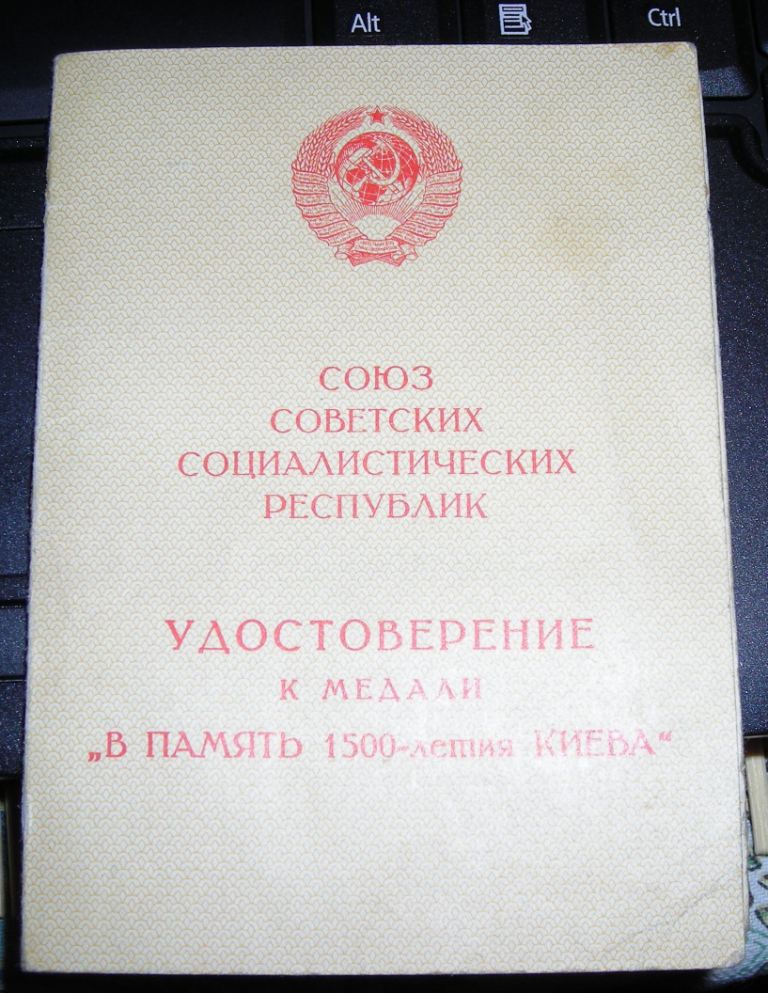 Alt
Ctrl
СОЮЗ
СОВЕТСКИХ
СОЦИАЛИСТИЧЕСКИХ
РЕСПУБЛИК
УДОСТОВЕРЕНИЕ
К МЕДАЛИ
„В ПАМЯТЬ 1500-летия КИЕВА“